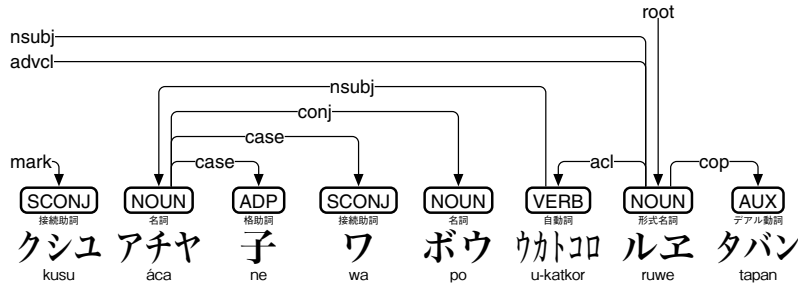 root
nsubj
advcl
nsubj
conj
case
mark case acl cop
SCONJ NOUN ADP SCONJ NOUN VERB NOUN AUX
接続助詞 名詞 格助詞 接続助詞 名詞 自動詞 形式名詞 デアル動詞
クシユ アチヤ 子 ワ ボウ ウカトコロ ルヱ タバン
kusu áca ne wa po u-katkor ruwe tapan